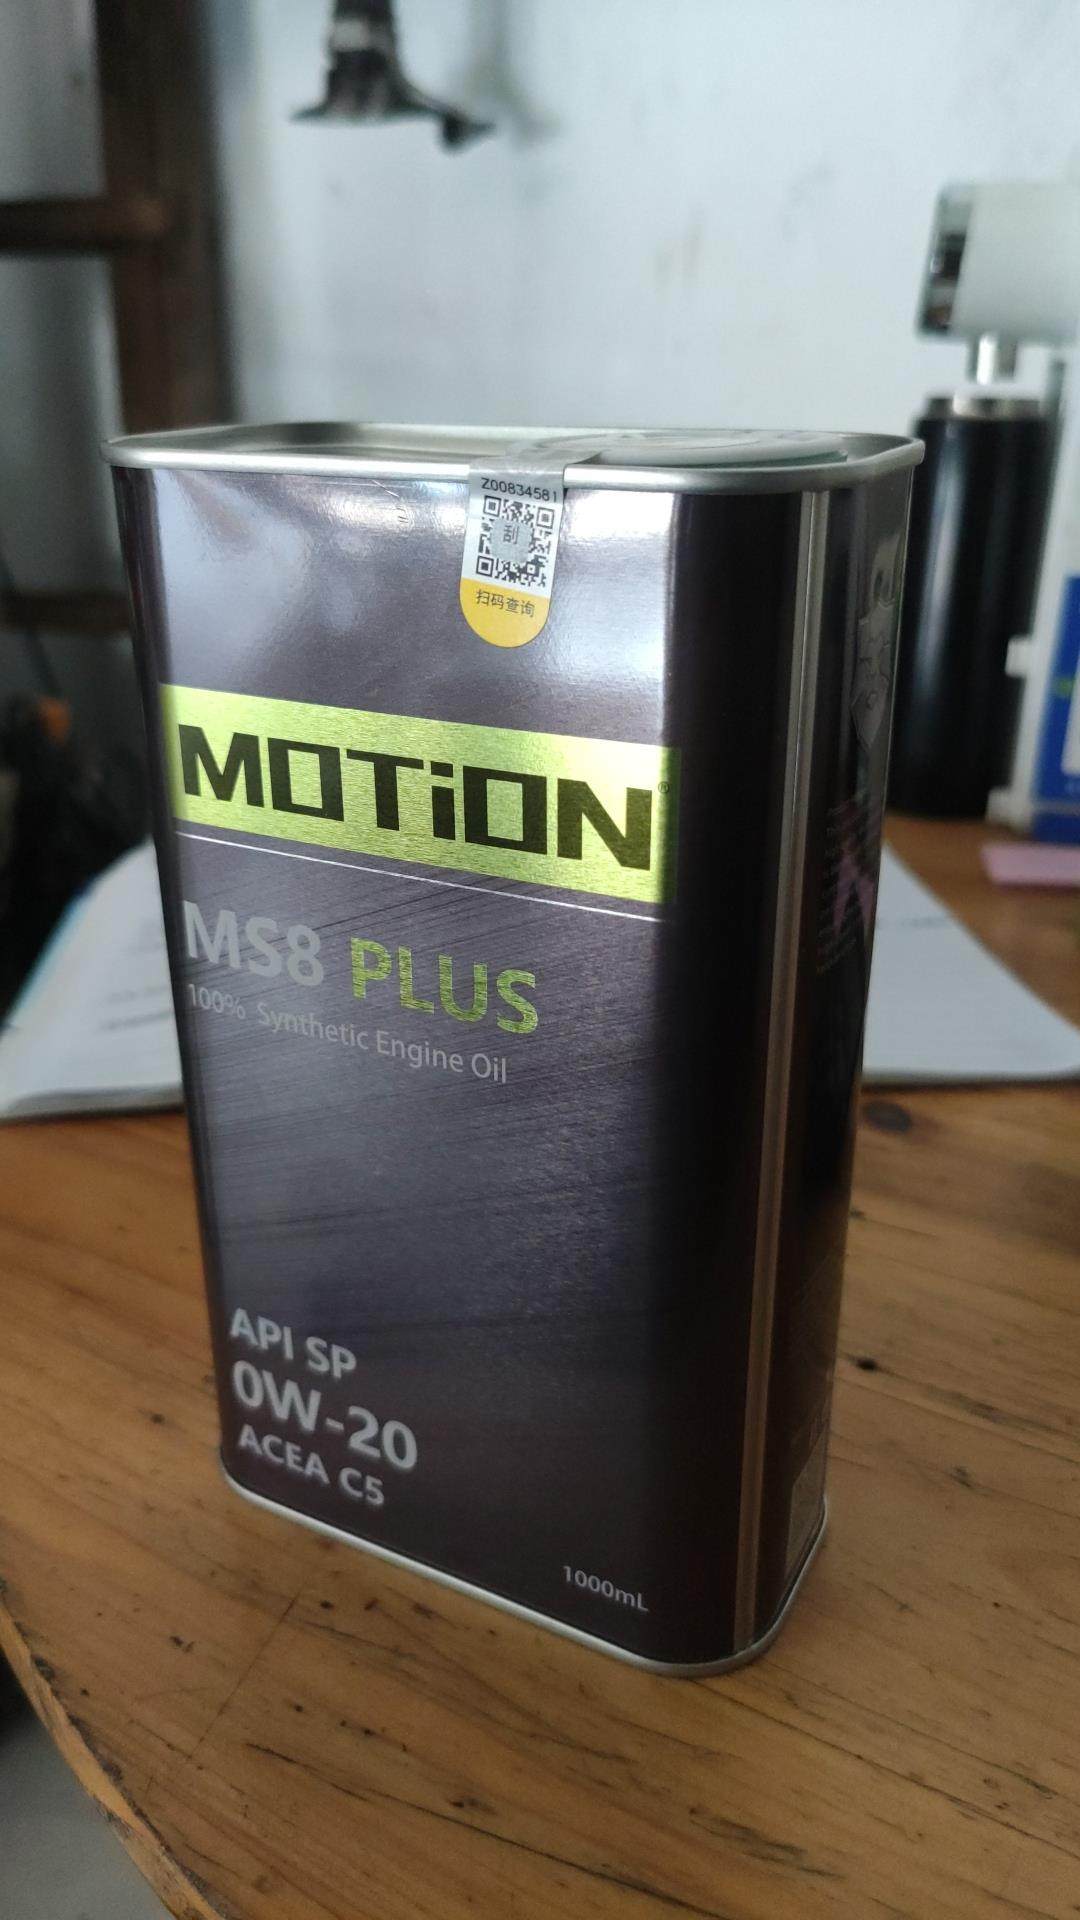 Z00834581
刮
扫码查询
MOTiON®
MS8 PLUS
100% Synthetic Engine Oil
API SP
0W-20
ACEA C5
1000mL